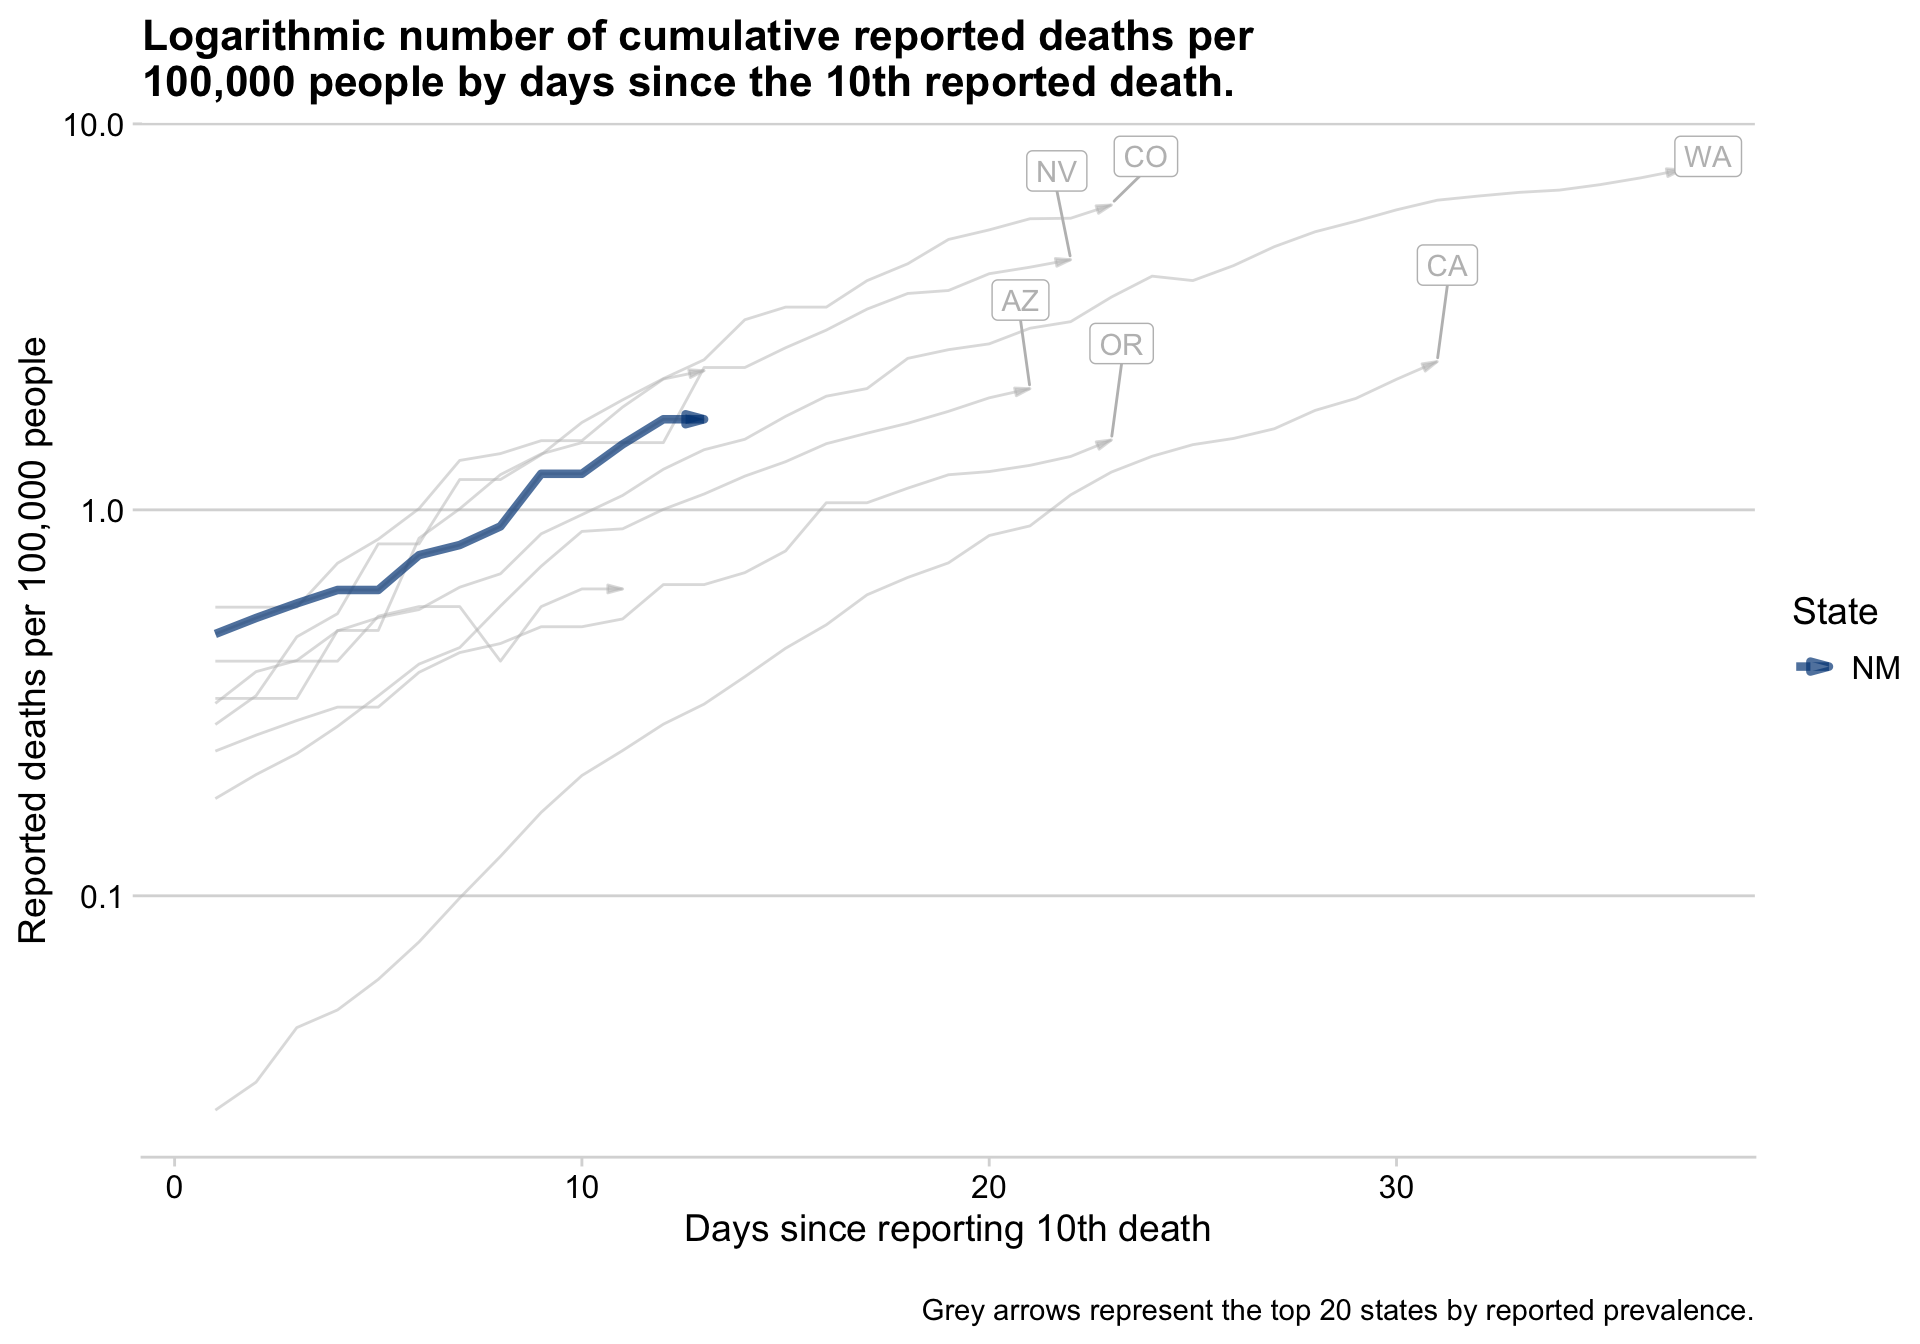 Logarithmic number of cumulative reported deaths per
100,000 people by days since the 10th reported death.
10.0
1.0
0.1
Reported deaths per 100,000 people
NV
CO
WA
CA
AZ
OR
State
NM
0
10
20
30
Days since reporting 10th death
Grey arrows represent the top 20 states by reported prevalence.